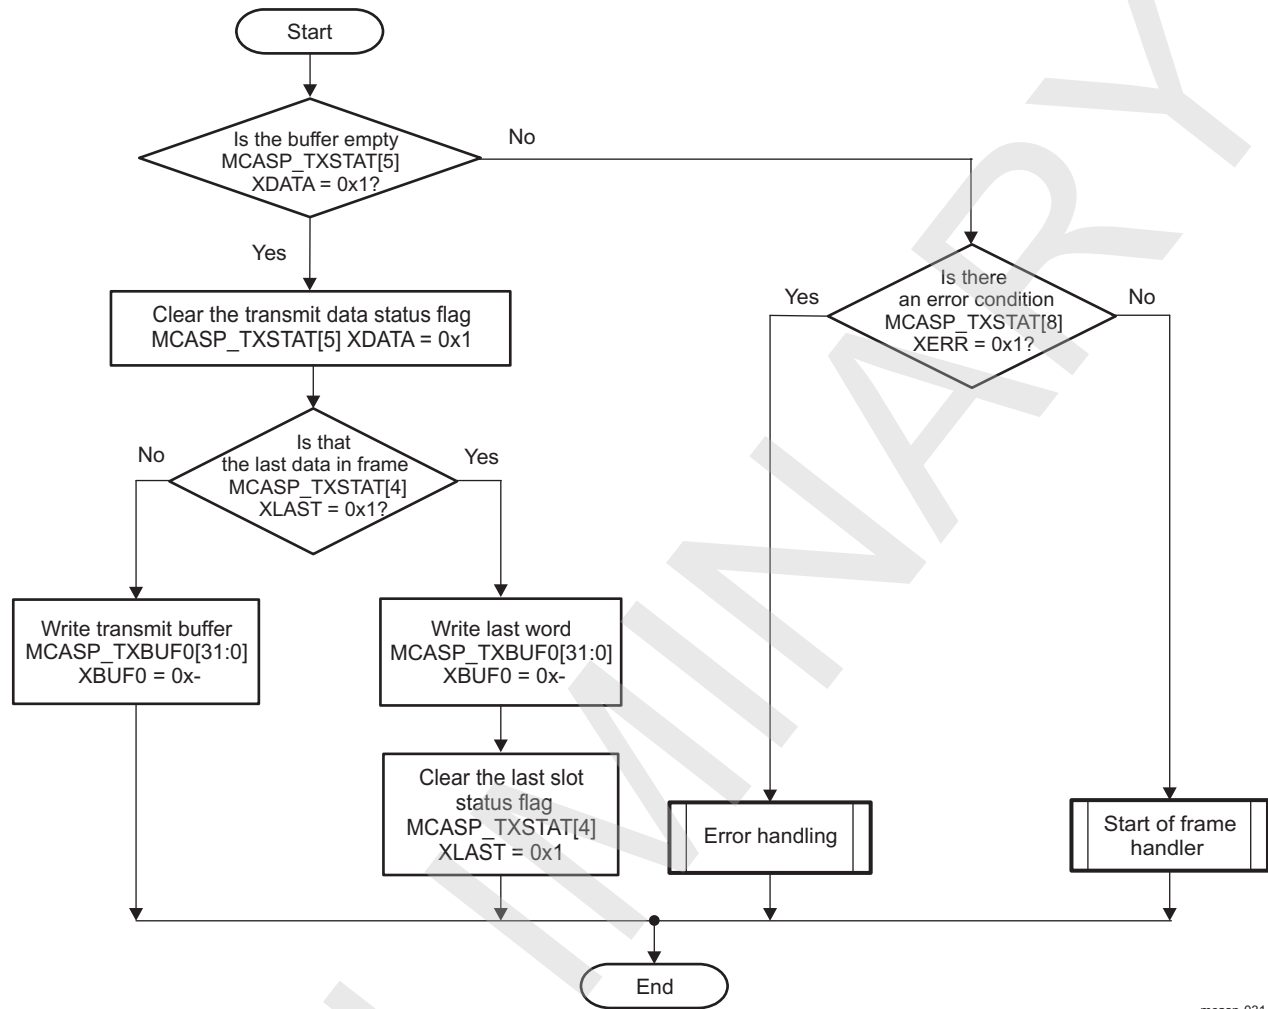 Start
Is the buffer empty
MCASP_TXSTAT[5]
XDATA = 0x1?
No
Yes
Clear the transmit data status flag
MCASP_TXSTAT[5] XDATA = 0x1
Is there
an error condition
MCASP_TXSTAT[8]
XERR = 0x1?
Yes
No
Is that
the last data in frame
MCASP_TXSTAT[4]
XLAST = 0x1?
No
Yes
Write transmit buffer
MCASP_TXBUF0[31:0]
XBUF0 = 0x-
Write last word
MCASP_TXBUF0[31:0]
XBUF0 = 0x-
Clear the last slot
status flag
MCASP_TXSTAT[4]
XLAST = 0x1
Error handling
Start of frame
handler
End
IMINARY